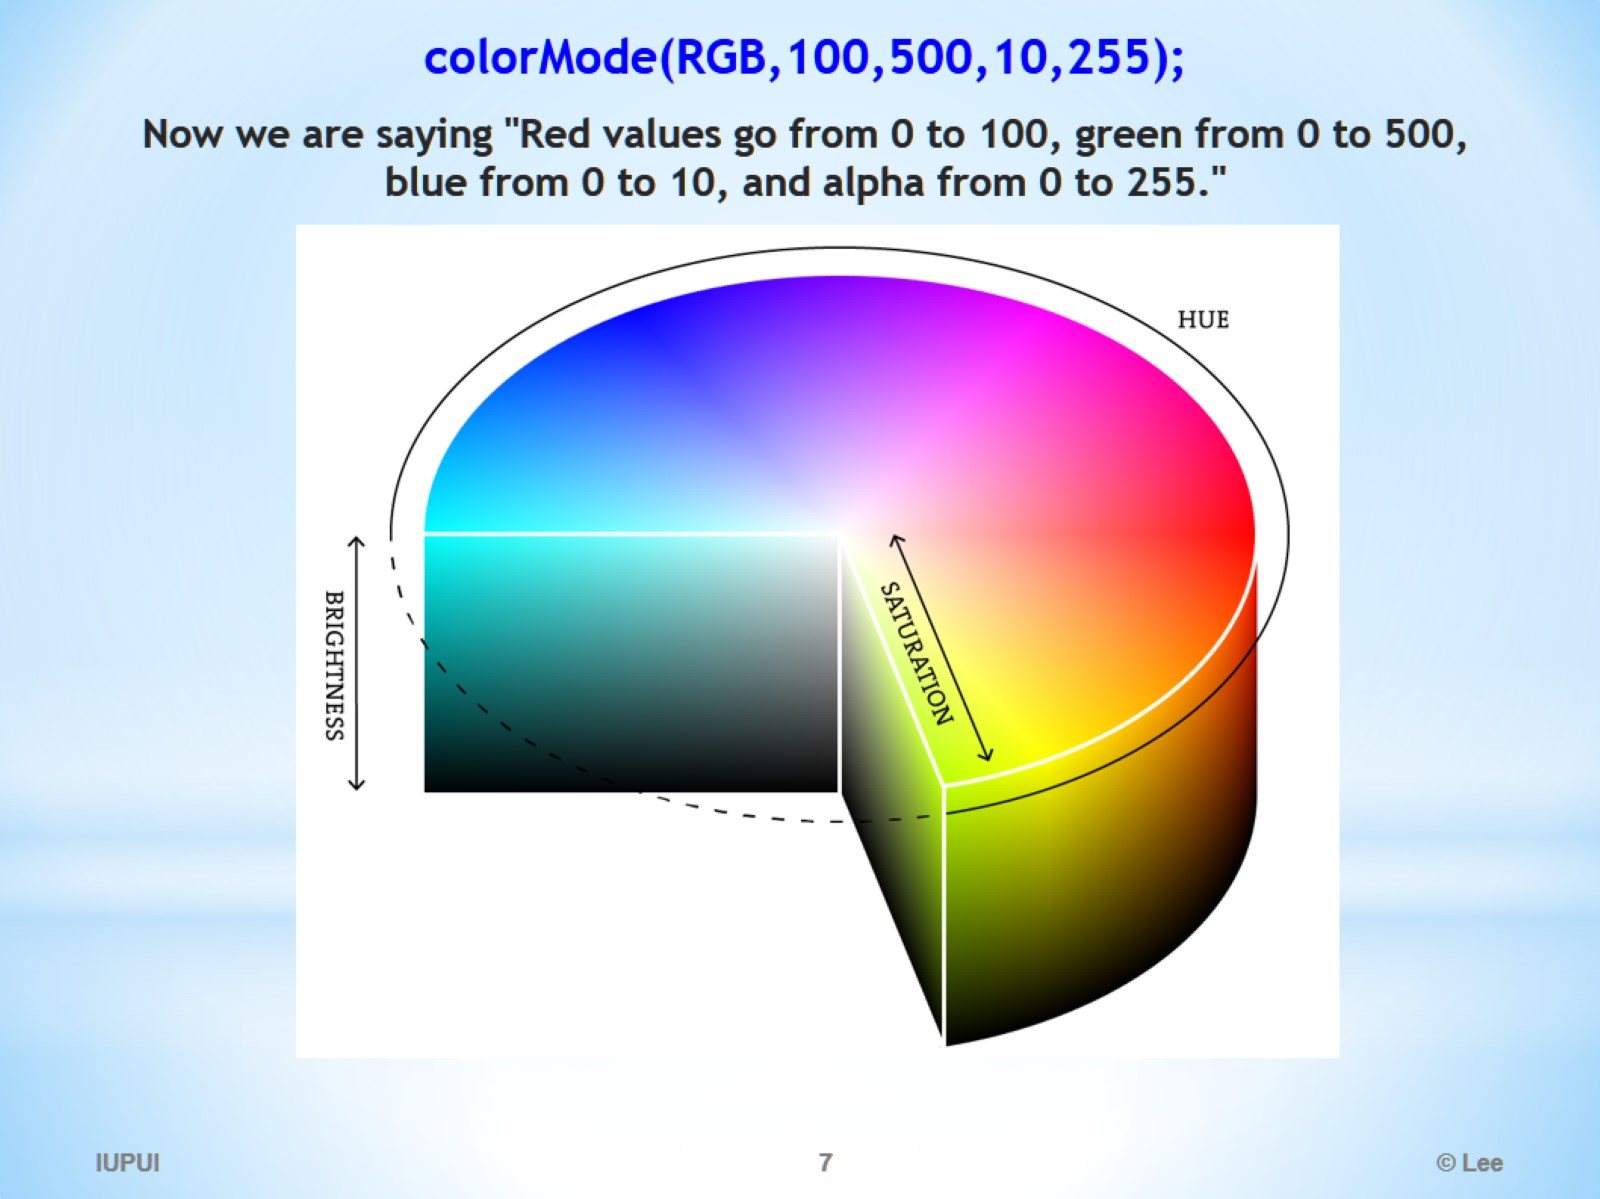 colorMode(RGB,100,500,10,255);
Now we are saying "Red values go from 0 to 100, green from 0 to 500,
blue from 0 to 10, and alpha from 0 to 255."
HUE
BRIGHTNESS
SATURATION
IUPUI
7
© Lee